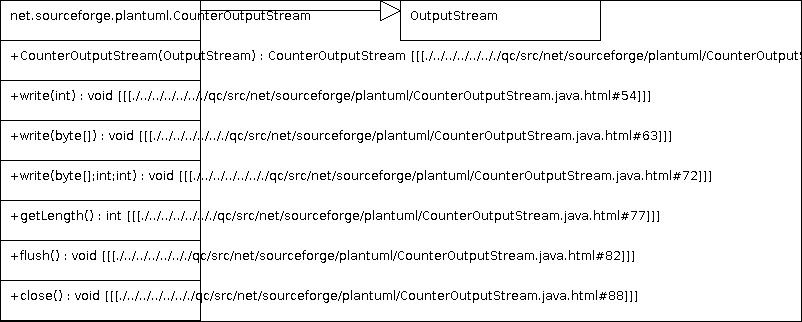 net.sourceforge.plantuml.CounterOutputStream
OutputStream
+CounterOutputStream(OutputStream) : CounterOutputStream [[[./../../../../../../qc/src/net/sourceforge/plantuml/CounterOutputS
+write(int) : void [[[./../../../../../../qc/src/net/sourceforge/plantuml/CounterOutputStream.java.html#54]]]
+write(byte[]) : void [[[./../../../../../../qc/src/net/sourceforge/plantuml/CounterOutputStream.java.html#63]]]
+write(byte[];int;int) : void [[[./../../../../../../qc/src/net/sourceforge/plantuml/CounterOutputStream.java.html#72]]]
+getLength() : int [[[./../../../../../../qc/src/net/sourceforge/plantuml/CounterOutputStream.java.html#77]]]
+flush() : void [[[./../../../../../../qc/src/net/sourceforge/plantuml/CounterOutputStream.java.html#82]]]
+close() : void [[[./../../../../../../qc/src/net/sourceforge/plantuml/CounterOutputStream.java.html#88]]]